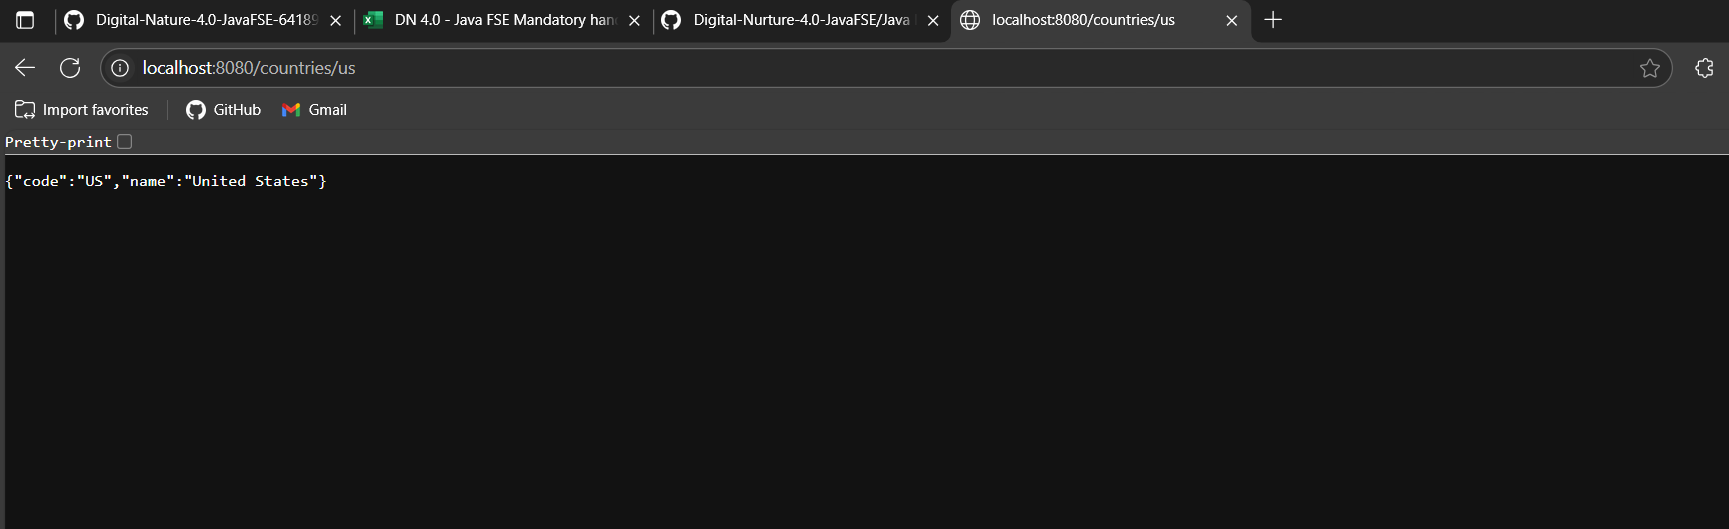 Digital-Nature-4.0-JavaFSE-64189 DN 4.0 - Java FSE Mandatory han Digital-Nurture-4.0-JavaFSE/Java localhost:8080/countries/us
localhost:8080/countries/us
Import favorites GitHub Gmail
Pretty-print
{"code":"US","name":"United States"}